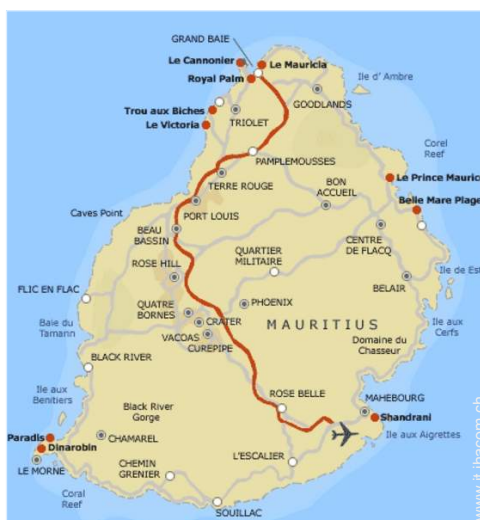 GRAND BAIE
Le Cannonier
Le Mauricia
Royal Palm
Ile d' Ambre
GOODLANDS
Trou aux Biches
TRIOLET
Le Victoria
Corel
Reef
PAMPLEMOUSSES
TERRE ROUGE
BON
ACCUEIL
Le Prince Mauric
Belle Mare Plage
Caves Point
PORT LOUIS
BEAU
BASSIN
CENTRE
DE FLACQ
QUARTIER
MILITAIRE
ROSE HILL
Ile de Est
FLIC EN FLAC
BELAIR
QUATRE
BORNES
PHOENIX
Baie du
Tamann
CRATER
MAURITIUS
Ile aux
Cerfs
VACOAS
CUREPIPE
Domaine du
Chasseur
BLACK RIVER
Ile aux
Benitiers
ROSE BELLE
MAHEBOURG
Black River
Gorge
Shandrani
Paradis
CHAMAREL
Ile aux Aigrettes
Dinarobin
L'ESCALIER
LE MORNE
CHEMIN
GRENIER
Coral
Reef
SOUILLAC